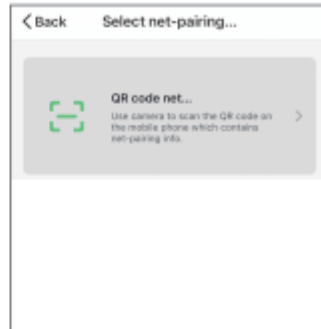 Back
Select net-pairing...
QR code net...
Use camera to scan the QR code on
the mobile phone which contains
net-pairing info.